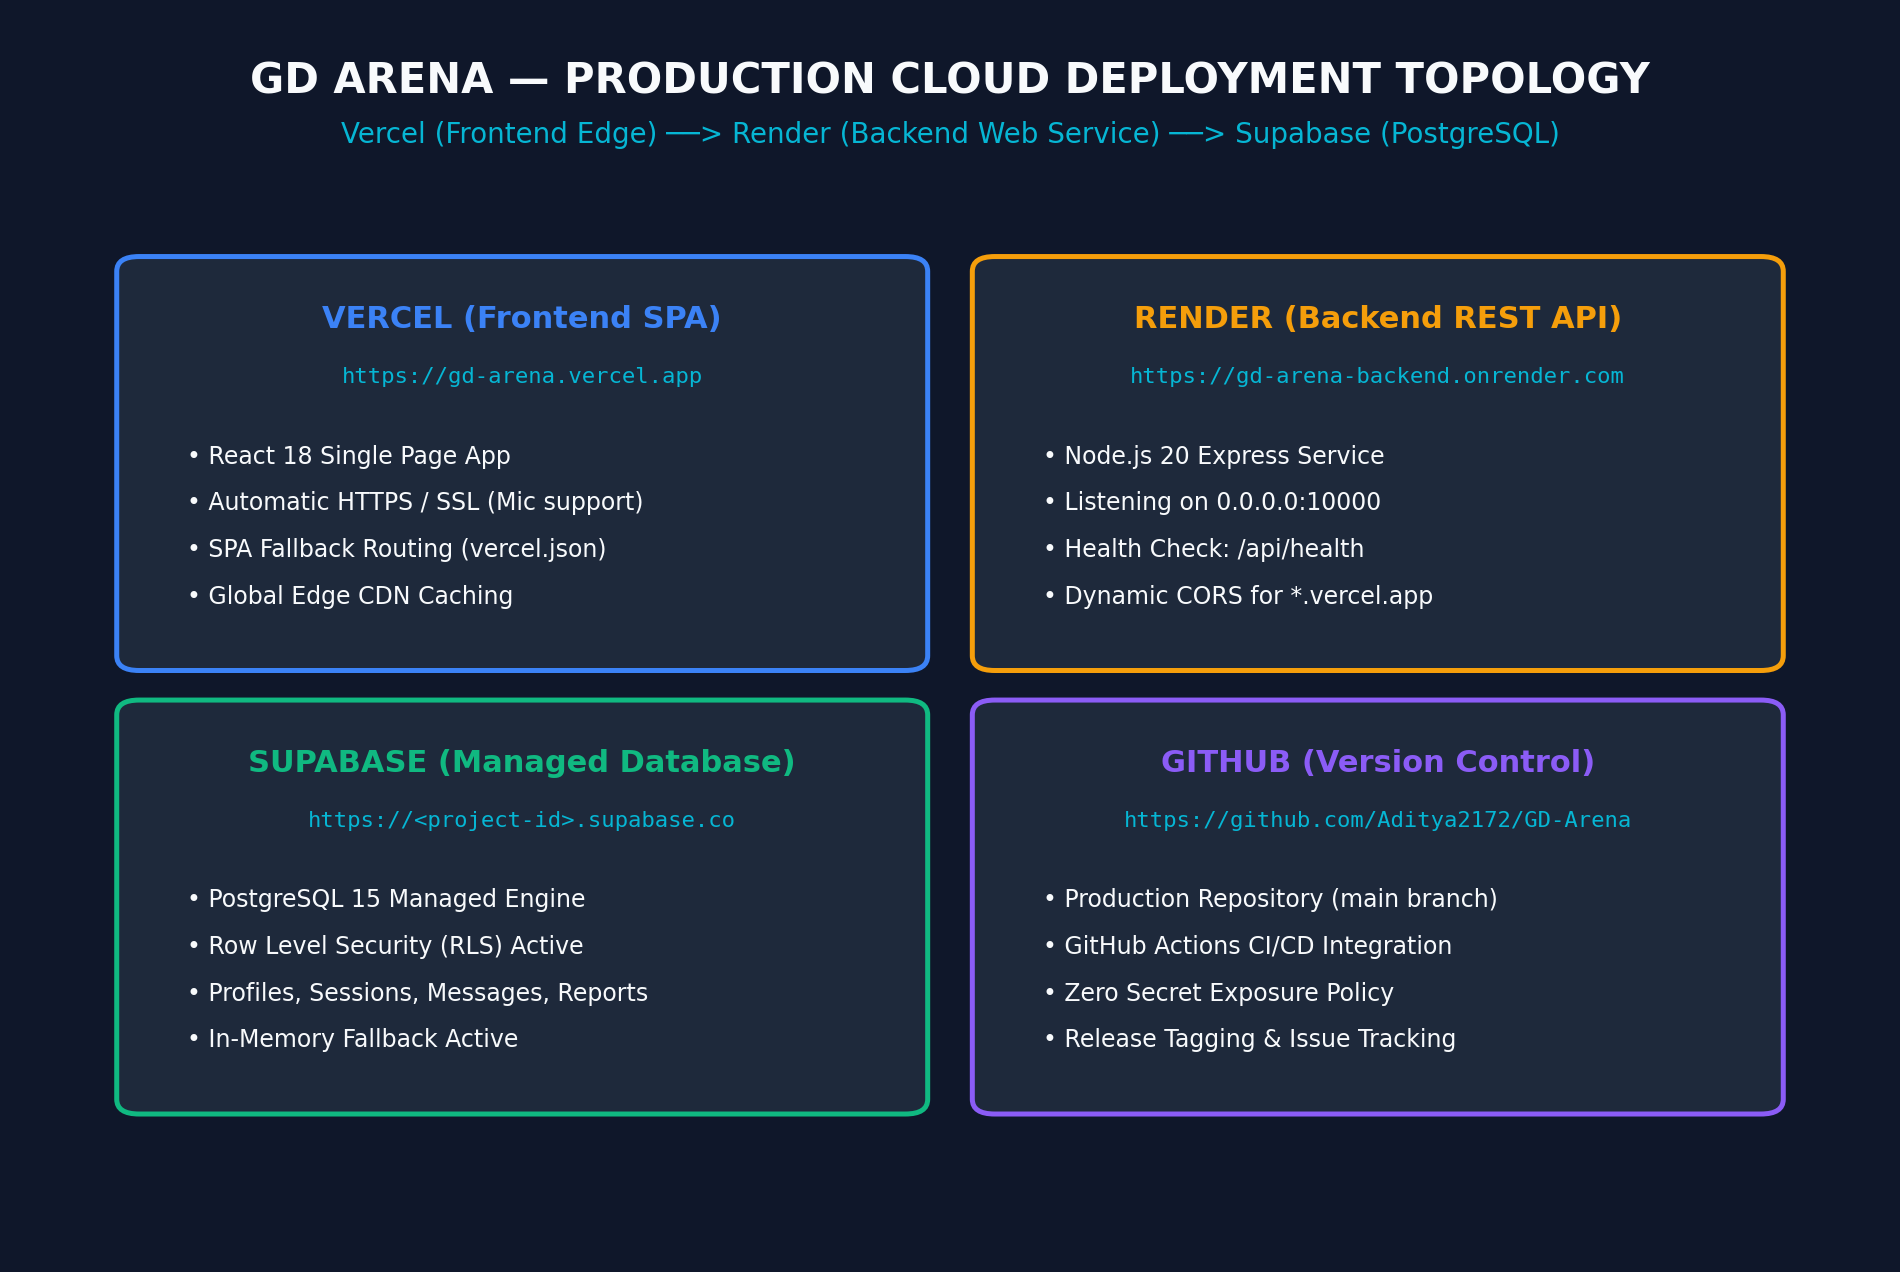 GD ARENA — PRODUCTION CLOUD DEPLOYMENT TOPOLOGY
Vercel (Frontend Edge) ──> Render (Backend Web Service) ──> Supabase (PostgreSQL)
VERCEL (Frontend SPA)
https://gd-arena.vercel.app
• React 18 Single Page App
• Automatic HTTPS / SSL (Mic support)
• SPA Fallback Routing (vercel.json)
• Global Edge CDN Caching
RENDER (Backend REST API)
https://gd-arena-backend.onrender.com
• Node.js 20 Express Service
• Listening on 0.0.0.0:10000
• Health Check: /api/health
• Dynamic CORS for *.vercel.app
SUPABASE (Managed Database)
https://<project-id>.supabase.co
• PostgreSQL 15 Managed Engine
• Row Level Security (RLS) Active
• Profiles, Sessions, Messages, Reports
• In-Memory Fallback Active
GITHUB (Version Control)
https://github.com/Aditya2172/GD-Arena
• Production Repository (main branch)
• GitHub Actions CI/CD Integration
• Zero Secret Exposure Policy
• Release Tagging & Issue Tracking